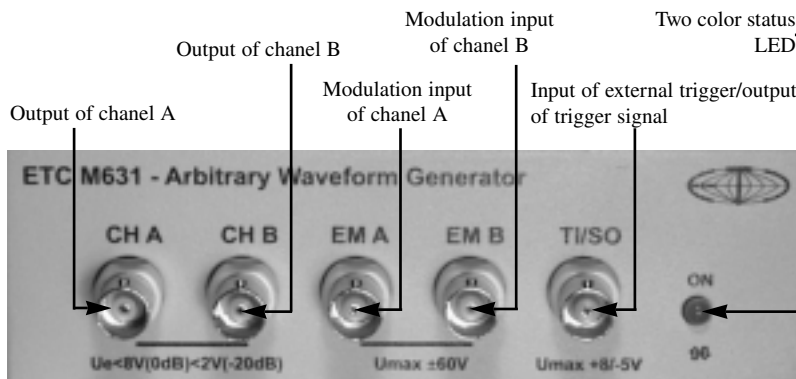 Modulation input
of chanel B
Two color status
LED
Output of chanel B
Modulation input
of chanel A
Input of external trigger/output
of trigger signal
Output of chanel A
ETC M631 - Arbitrary Waveform Generator
CH A CH B EM A EM B TI/SO
ON
96
Ue<8V(0dB)<2V(-20dB) Umax ±60V Umax +8/-5V